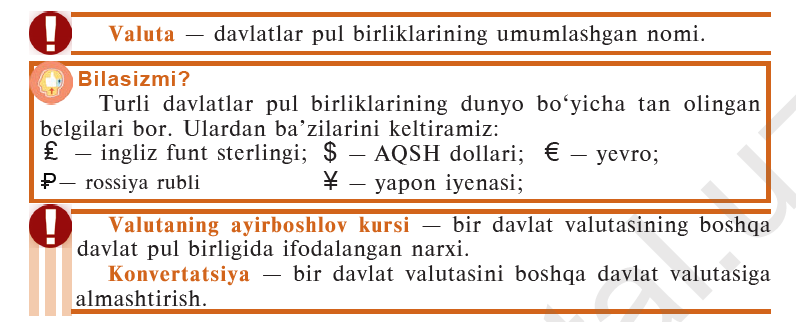 Valuta — davlatlar pul birliklarining umumlashgan nomi.
Bilasizmi?
Turli davlatlar pul birliklarining dunyo bo‘yicha tan olingan
belgilari bor. Ulardan ba’zilarini keltiramiz:
£ — ingliz funt sterlingi; $ — AQSH dollari; € — yevro;
₽— rossiya rubli ¥ — yapon iyenasi;
Valutaning ayirboshlov kursi — bir davlat valutasining boshqa
davlat pul birligida ifodalangan narxi.
Konvertatsiya — bir davlat valutasini boshqa davlat valutasiga
almashtirish.